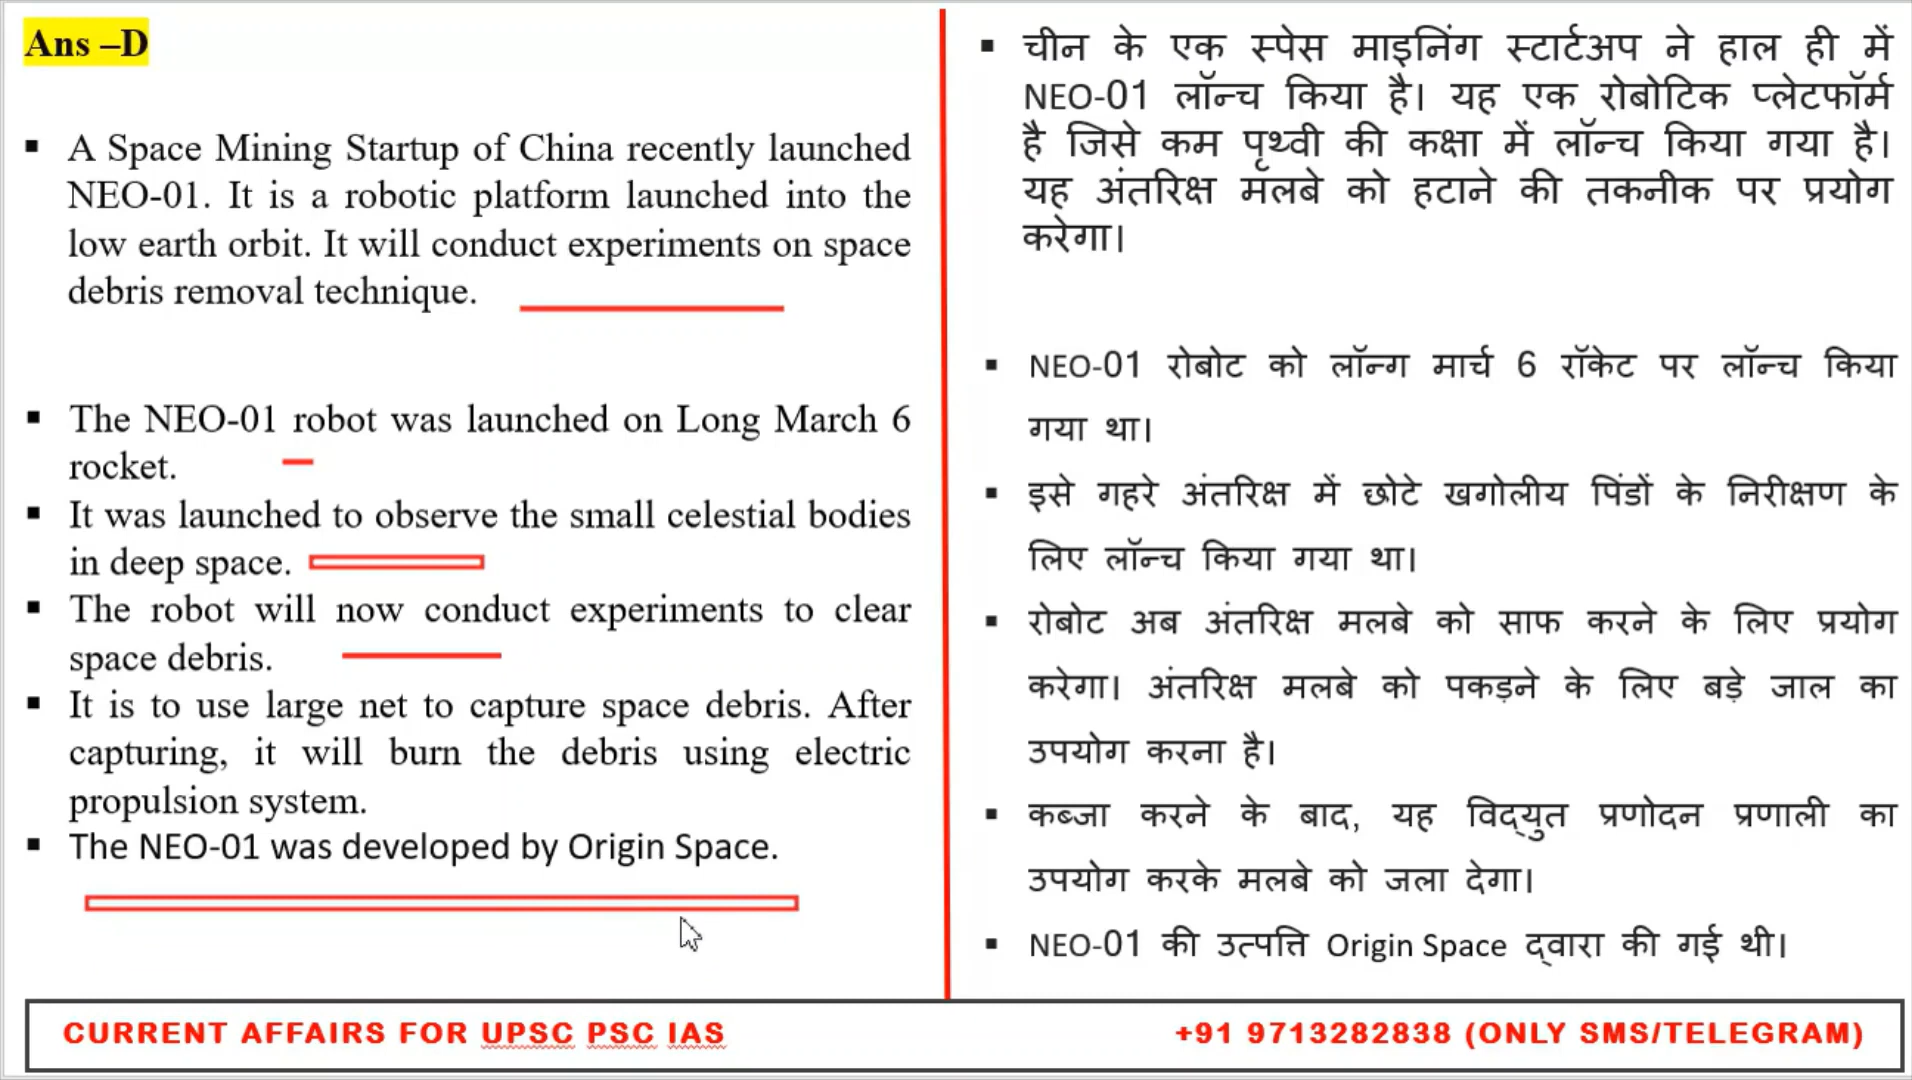 Ans –D
A Space Mining Startup of China recently launched
NEO-01. It is a robotic platform launched into the
low earth orbit. It will conduct experiments on space
debris removal technique.
The NEO-01 robot was launched on Long March 6
rocket.
It was launched to observe the small celestial bodies
in deep space.
The robot will now conduct experiments to clear
space debris.
It is to use large net to capture space debris. After
capturing, it will burn the debris using electric
propulsion system.
The NEO-01 was developed by Origin Space.
चीन के एक स्पेस माइनिंग स्टार्टअप ने हाल ही में
NEO-01 लॉन्च किया है। यह एक रोबोटिक प्लेटफॉर्म
है जिसे कम पृथ्वी की कक्षा में लॉन्च किया गया है।
यह अंतरिक्ष मलबे को हटाने की तकनीक पर प्रयोग
करेगा।
NEO-01 रोबोट को लॉन्ग मार्च 6 रॉकेट पर लॉन्च किया
गया था।
इसे गहरे अंतरिक्ष में छोटे खगोलीय पिंडों के निरीक्षण के
लिए लॉन्च किया गया था।
रोबोट अब अंतरिक्ष मलबे को साफ करने के लिए प्रयोग
करेगा। अंतरिक्ष मलबे को पकड़ने के लिए बड़े जाल का
उपयोग करना है।
कब्जा करने के बाद, यह विद्युत प्रणोदन प्रणाली का
उपयोग करके मलबे को जला देगा।
NEO-01 की उत्पत्ति Origin Space द्वारा की गई थी।
CURRENT AFFAIRS FOR UPSC PSC IAS
+91 9713282838 (ONLY SMS/TELEGRAM)